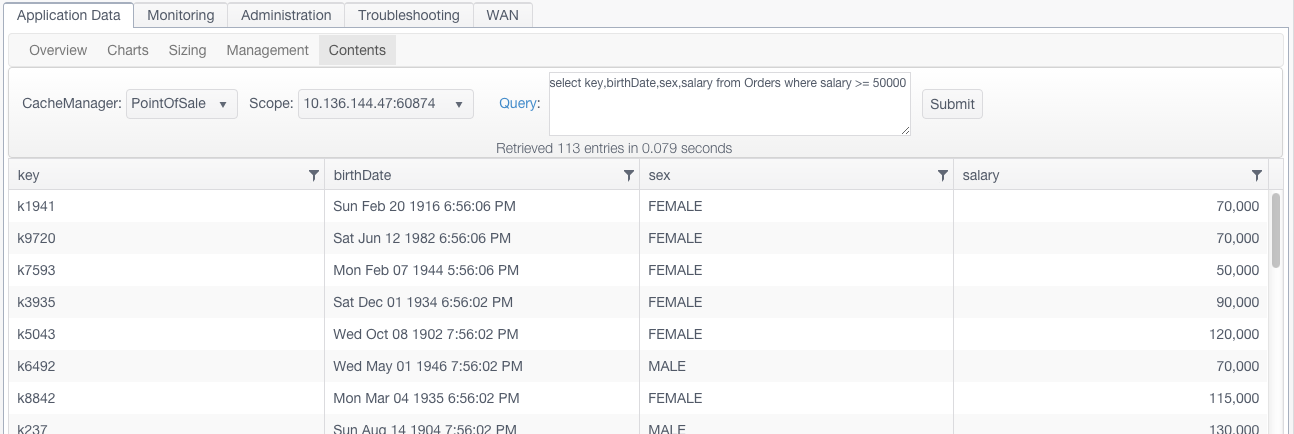 Application Data Monitoring Administration Troubleshooting WAN
Overview Charts Sizing Management Contents
CacheManager: PointOfSale Scope: 10.136.144.47:60874 Query: select key,birthDate,sex,salary from Orders where salary >= 50000 Submit
Retrieved 113 entries in 0.079 seconds
key birthDate sex salary
k1941 Sun Feb 20 1916 6:56:06 PM FEMALE 70,000
k9720 Sat Jun 12 1982 6:56:06 PM FEMALE 70,000
k7593 Mon Feb 07 1944 5:56:06 PM FEMALE 50,000
k3935 Sat Dec 01 1934 6:56:02 PM FEMALE 90,000
k5043 Wed Oct 08 1902 7:56:02 PM FEMALE 120,000
k6492 Wed May 01 1946 7:56:02 PM MALE 70,000
k8842 Mon Mar 04 1935 6:56:02 PM FEMALE 115,000
k237 Sun Aug 14 1904 7:56:02 PM MALE 130,000